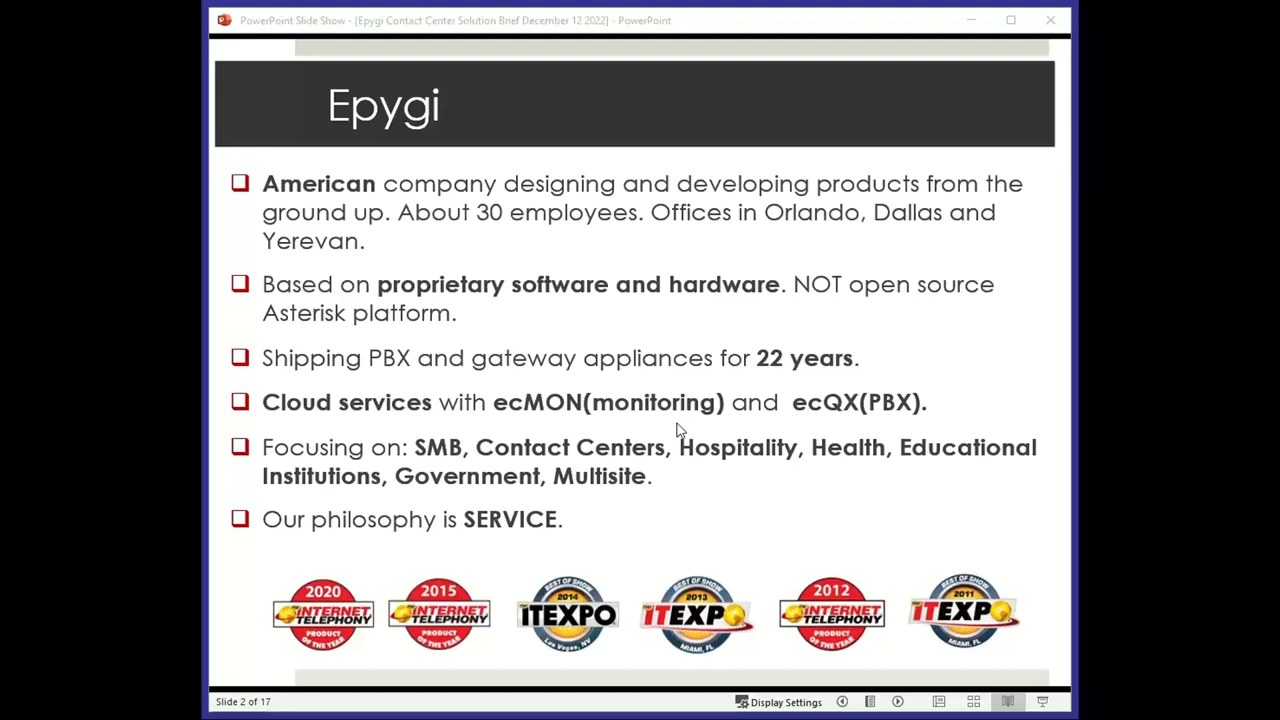 PowerPoint Slide Show - [Epygi Contact Center Solution Brief December 12 2022] - PowerPoint
Epygi
American company designing and developing products from the
ground up. About 30 employees. Offices in Orlando, Dallas and
Yerevan.
Based on proprietary software and hardware. NOT open source
Asterisk platform.
Shipping PBX and gateway appliances for 22 years.
Cloud services with ecMON(monitoring) and ecQX(PBX).
Focusing on: SMB, Contact Centers, Hospitality, Health, Educational
Institutions, Government, Multisite.
Our philosophy is SERVICE.
2020
INTERNET
TELEPHONY
PRODUCT
OF THE YEAR
2015
INTERNET
TELEPHONY
PRODUCT
OF THE YEAR
BEST OF SHOW
2014
ITEXPO
Las Vegas, NV
BEST OF SHOW
2013
ITEXPO
MIAMI, FL
2012
INTERNET
TELEPHONY
PRODUCT
OF THE YEAR
BEST OF SHOW
2011
ITEXPO
MIAMI, FL
Slide 2 of 17
Display Settings